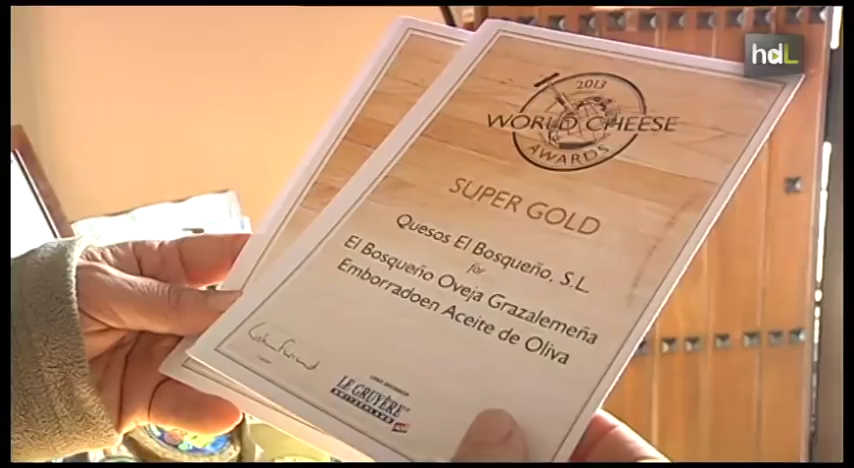 hdL
2013
WORLD CHEESE
AWARDS
SUPER GOLD
Quesos El Bosqueño, S.L.
for
El Bosqueño Oveja Grazalemeña
Emborradoen Aceite de Oliva
LE GRUYÈRE
SWITZERLAND